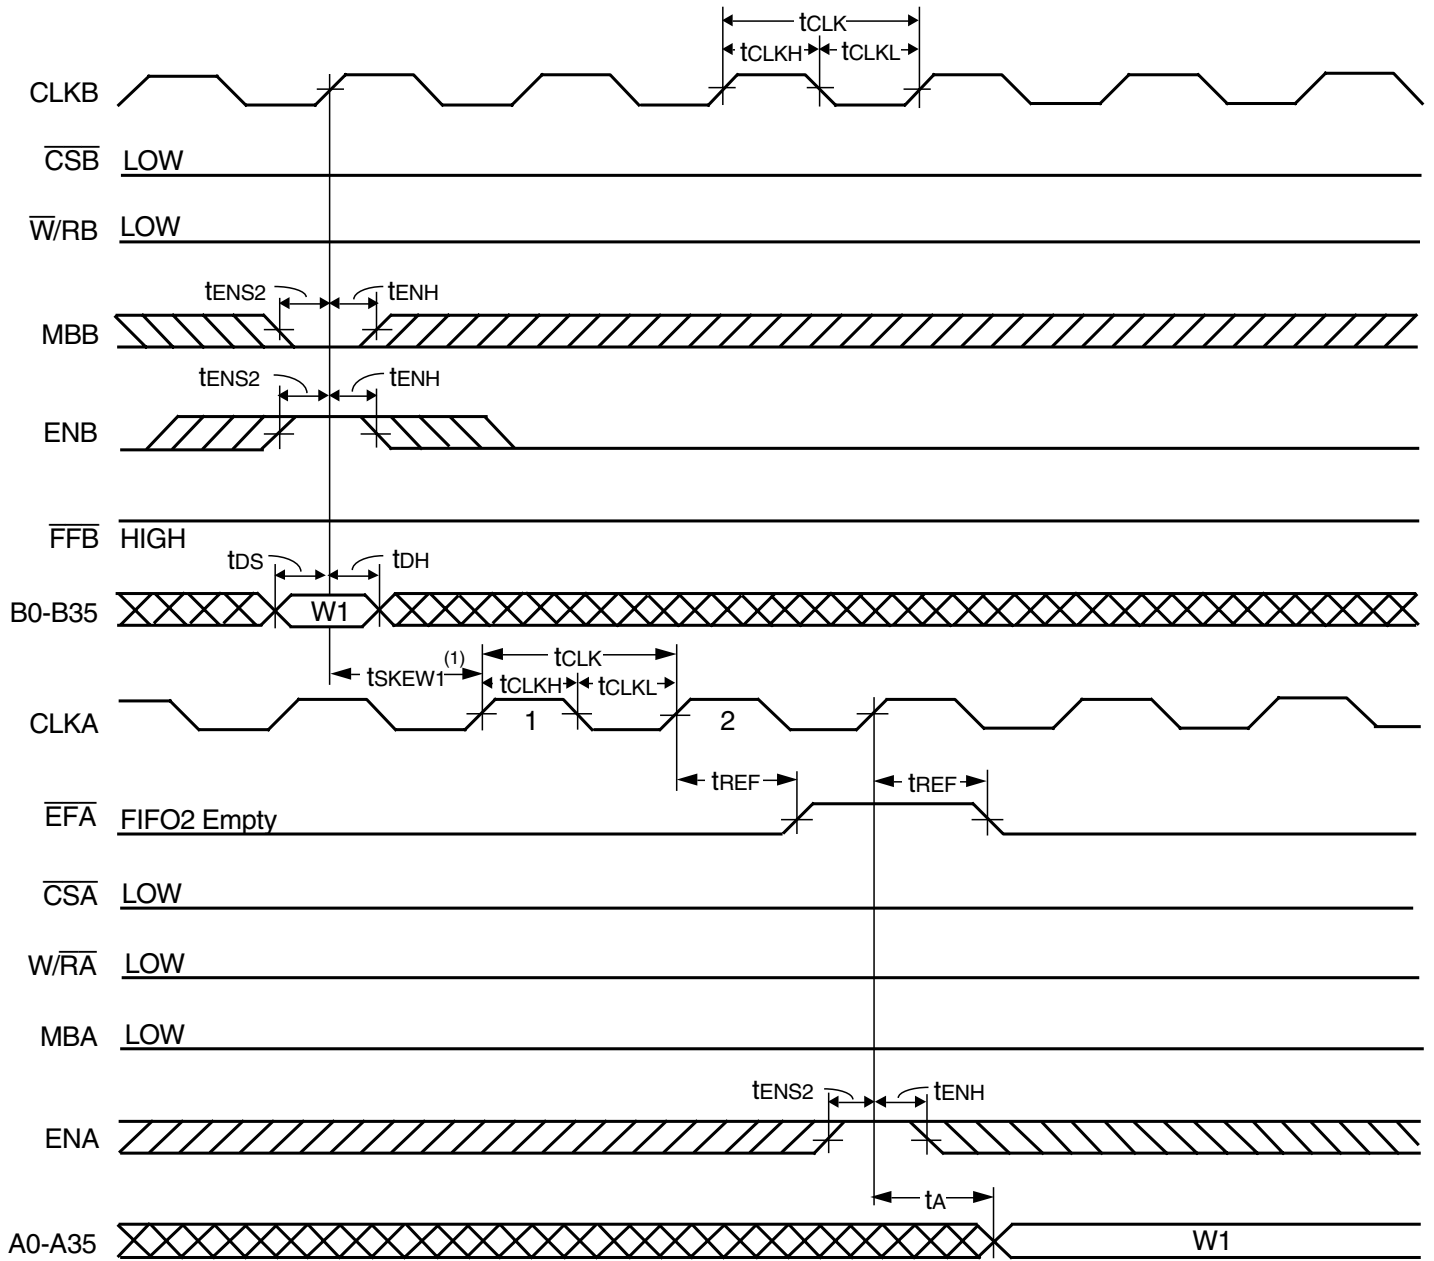 tCLK
tCLKH tCLKL
CLKB
CSB LOW
W/RB LOW
tENS2 tENH
MBB
tENS2 tENH
ENB
FFB HIGH
tDS tDH
B0-B35 W1
tSKEW1(1) tCLK
tCLKH tCLKL
CLKA 1 2
tREF tREF
EFA FIFO2 Empty
CSA LOW
W/RA LOW
MBA LOW
tENS2 tENH
ENA
tA
A0-A35 W1